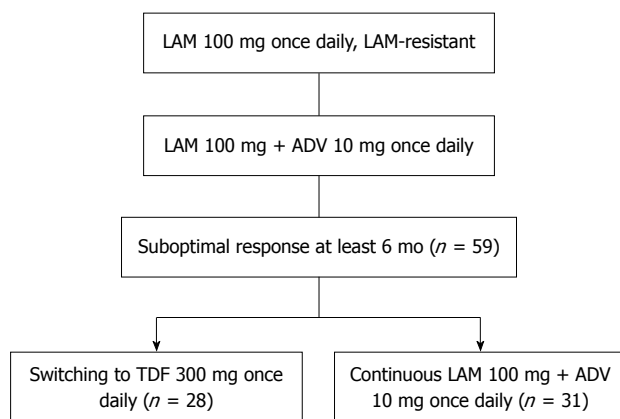 LAM 100 mg once daily, LAM-resistant
LAM 100 mg + ADV 10 mg once daily
Suboptimal response at least 6 mo (n = 59)
Switching to TDF 300 mg once
daily (n = 28)
Continuous LAM 100 mg + ADV
10 mg once daily (n = 31)